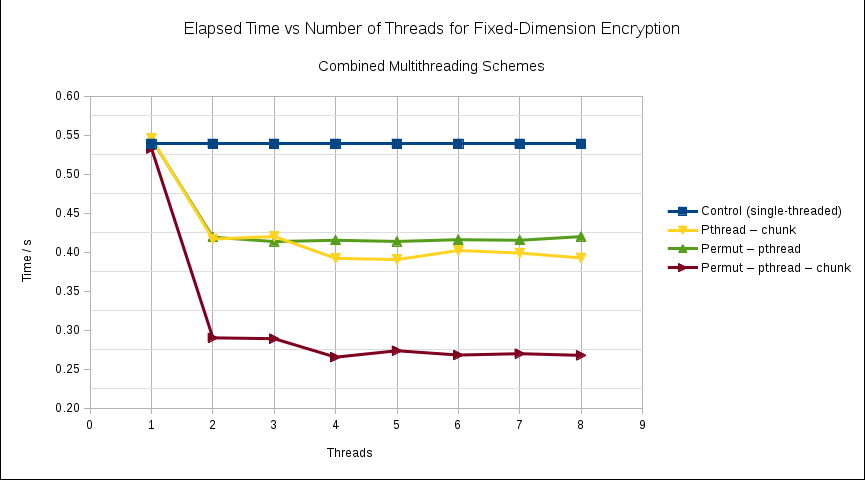 Elapsed Time vs Number of Threads for Fixed-Dimension Encryption
Combined Multithreading Schemes
0.60
0.55
0.50
0.45
0.40
0.35
0.30
0.25
0.20
Time / s
0 1 2 3 4 5 6 7 8 9
Threads
Control (single-threaded)
Pthread – chunk
Permut – pthread
Permut – pthread – chunk